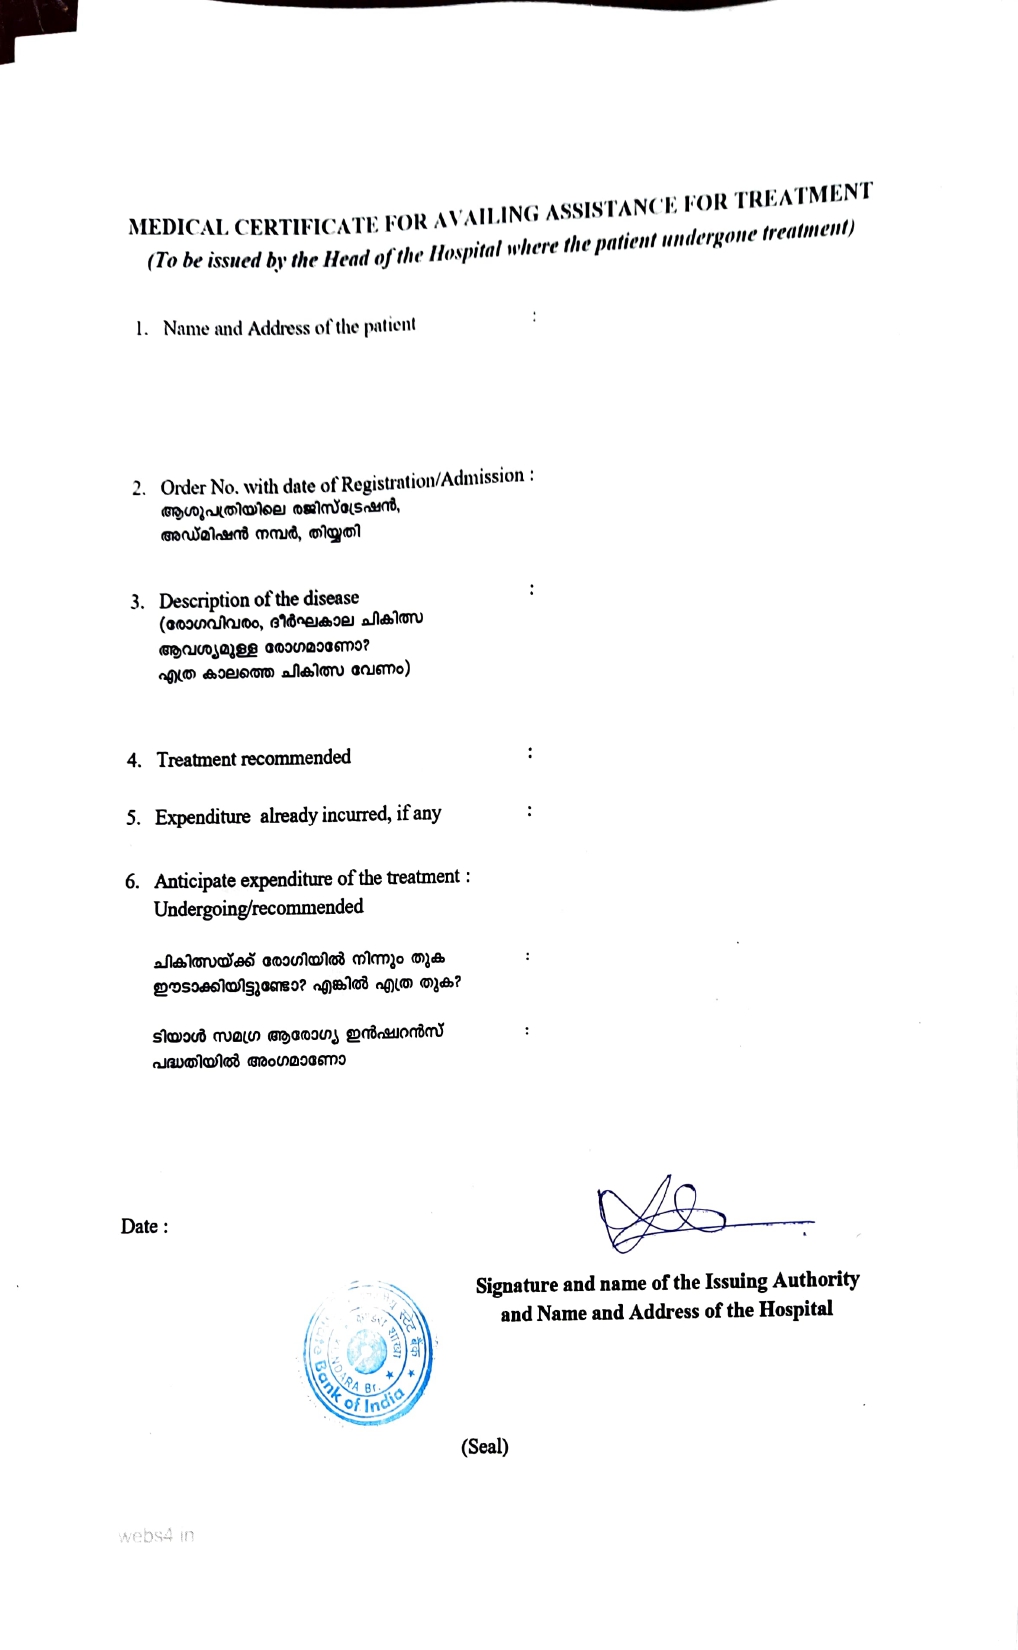 MEDICAL CERTIFICATE FOR AVAILING ASSISTANCE FOR TREATMENT
(To be issued by the Head of the Hospital where the patient undergone treatment)
1. Name and Address of the patient :
2. Order No. with date of Registration/Admission :
ആശുപത്രിയിലെ രജിസ്ട്രേഷൻ,
അഡ്മിഷൻ നമ്പർ, തിയ്യതി
3. Description of the disease :
(രോഗവിവരം, ദീർഘകാല ചികിത്സ
ആവശ്യമുള്ള രോഗമാണോ?
എത്ര കാലത്തെ ചികിത്സ വേണം)
4. Treatment recommended :
5. Expenditure already incurred, if any :
6. Anticipate expenditure of the treatment :
Undergoing/recommended
ചികിത്സയ്ക്ക് രോഗിയിൽ നിന്നും തുക :
ഈടാക്കിയിട്ടുണ്ടോ? എങ്കിൽ എത്ര തുക?
ടിയാൾ സമഗ്ര ആരോഗ്യ ഇൻഷുറൻസ് :
പദ്ധതിയിൽ അംഗമാണോ
Date :
Signature and name of the Issuing Authority
and Name and Address of the Hospital
स्टेट बैंक
शाखा
Br.
Bank of India
(Seal)
webs4 in